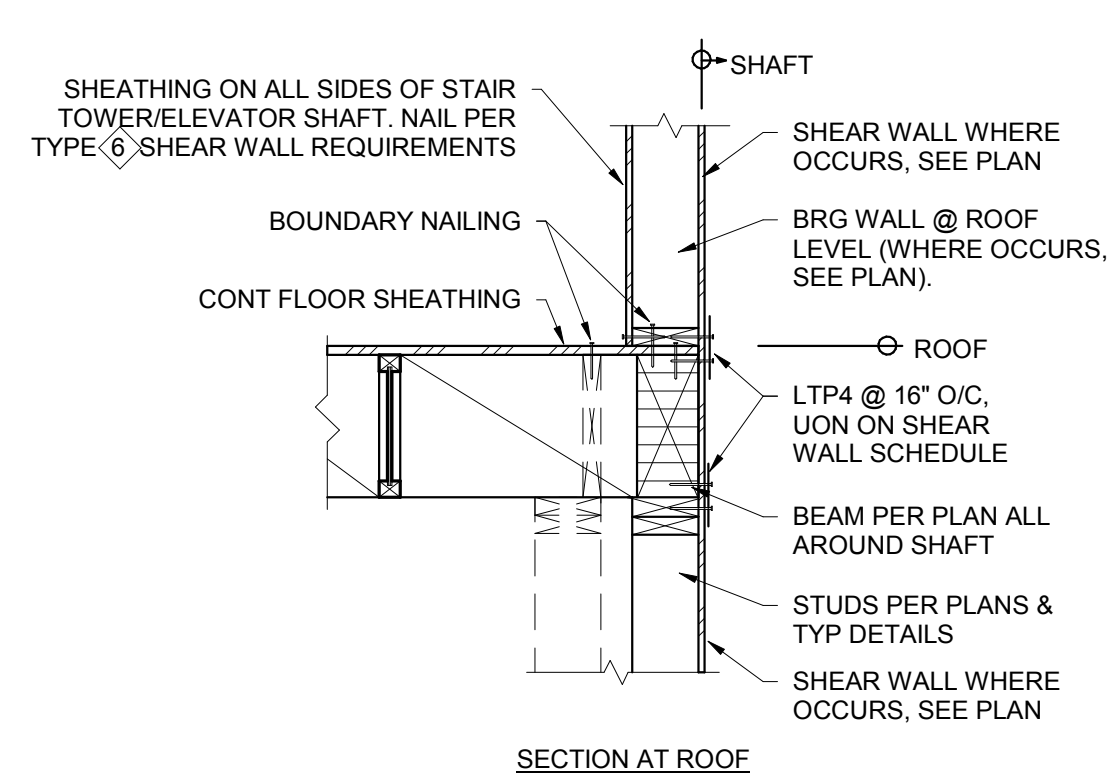 SHAFT
SHEATHING ON ALL SIDES OF STAIR
TOWER/ELEVATOR SHAFT. NAIL PER
TYPE 6 SHEAR WALL REQUIREMENTS
BOUNDARY NAILING
CONT FLOOR SHEATHING
SHEAR WALL WHERE
OCCURS, SEE PLAN
BRG WALL @ ROOF
LEVEL (WHERE OCCURS,
SEE PLAN).
ROOF
LTP4 @ 16" O/C,
UON ON SHEAR
WALL SCHEDULE
BEAM PER PLAN ALL
AROUND SHAFT
STUDS PER PLANS &
TYP DETAILS
SHEAR WALL WHERE
OCCURS, SEE PLAN
SECTION AT ROOF